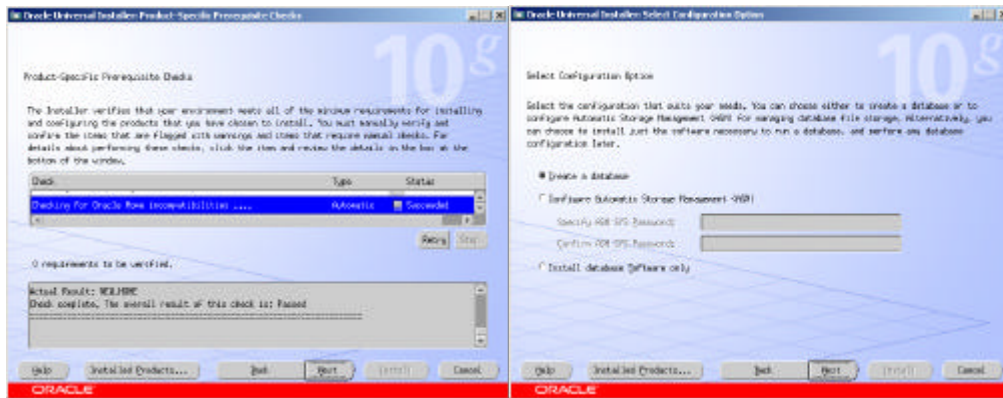 Oracle Universal Installer: Product-Specific Prerequisite Checks
10g
Product-Specific Prerequisite Checks
The Installer verifies that your environment meets all of the minimum requirements for installing
and configuring the products that you have chosen to install. You must manually verify and
confirm the items that are flagged with warnings and items that require manual checks. For
details about performing these checks, click the item and review the details in the box at the
bottom of the window.
Check Type Status
Checking for Oracle Home incompatibilities .... Automatic Succeeded
Retry Stop
0 requirements to be verified.
Actual Result: NEW_HOME
Check complete. The overall result of this check is: Passed
Help Installed Products... Back Next Install Cancel
ORACLE
Oracle Universal Installer: Select Configuration Option
10g
Select Configuration Option
Select the configuration that suits your needs. You can choose either to create a database or to
configure Automatic Storage Management (ASM) for managing database file storage. Alternatively, you
can choose to install just the software necessary to run a database, and perform any database
configuration later.
Create a database
Configure Automatic Storage Management (ASM)
Specify ASM SYS Password:
Confirm ASM SYS Password:
Install database Software only
Help Installed Products... Back Next Install Cancel
ORACLE